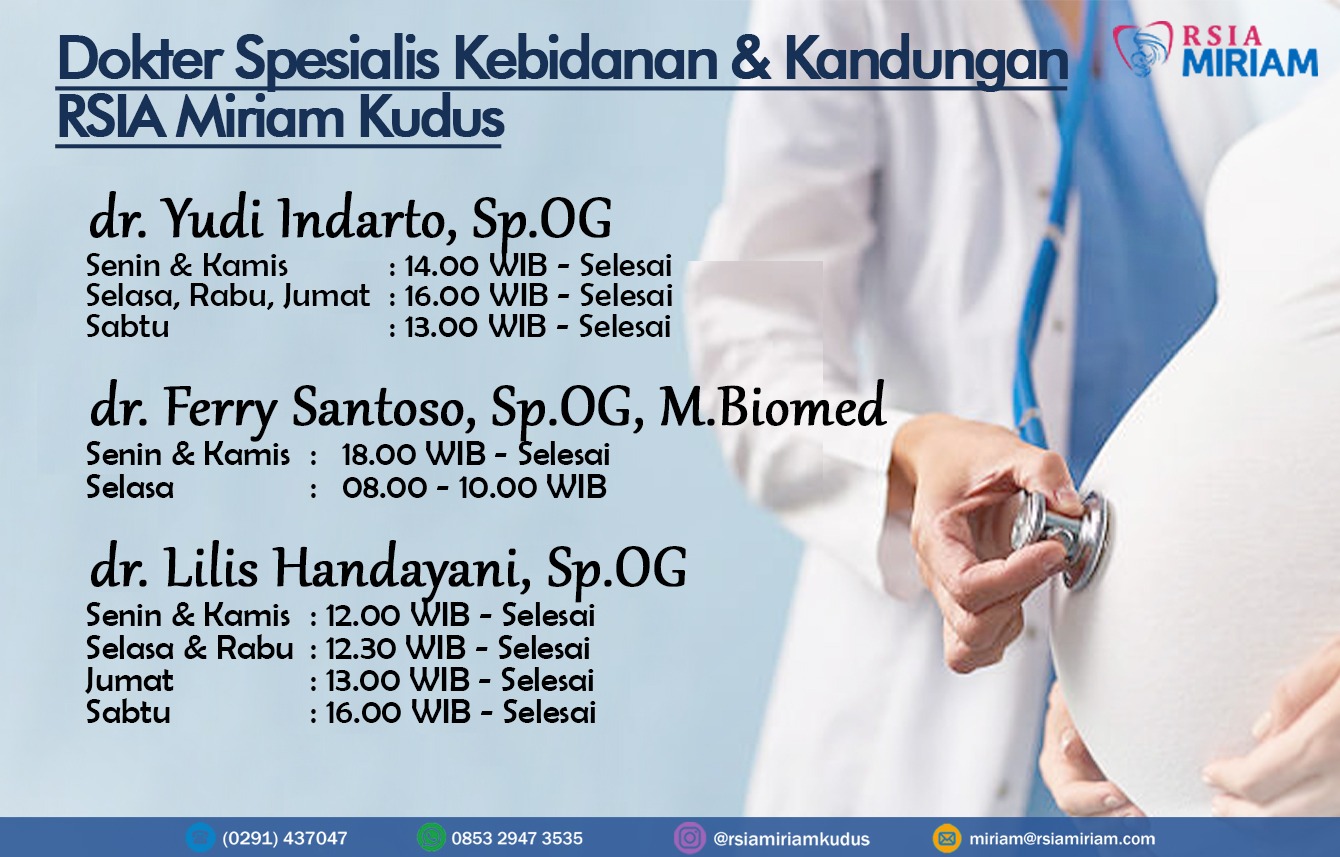 Dokter Spesialis Kebidanan & Kandungan
RSIA Miriam Kudus
RSIA
MIRIAM
dr. Yudi Indarto, Sp.OG
Senin & Kamis : 14.00 WIB - Selesai
Selasa, Rabu, Jumat : 16.00 WIB - Selesai
Sabtu : 13.00 WIB - Selesai
dr. Ferry Santoso, Sp.OG, M.Biomed
Senin & Kamis : 18.00 WIB - Selesai
Selasa : 08.00 - 10.00 WIB
dr. Lilis Handayani, Sp.OG
Senin & Kamis : 12.00 WIB - Selesai
Selasa & Rabu : 12.30 WIB - Selesai
Jumat : 13.00 WIB - Selesai
Sabtu : 16.00 WIB - Selesai
(0291) 437047 0853 2947 3535 @rsiamiriamkudus miriam@rsiamiriam.com